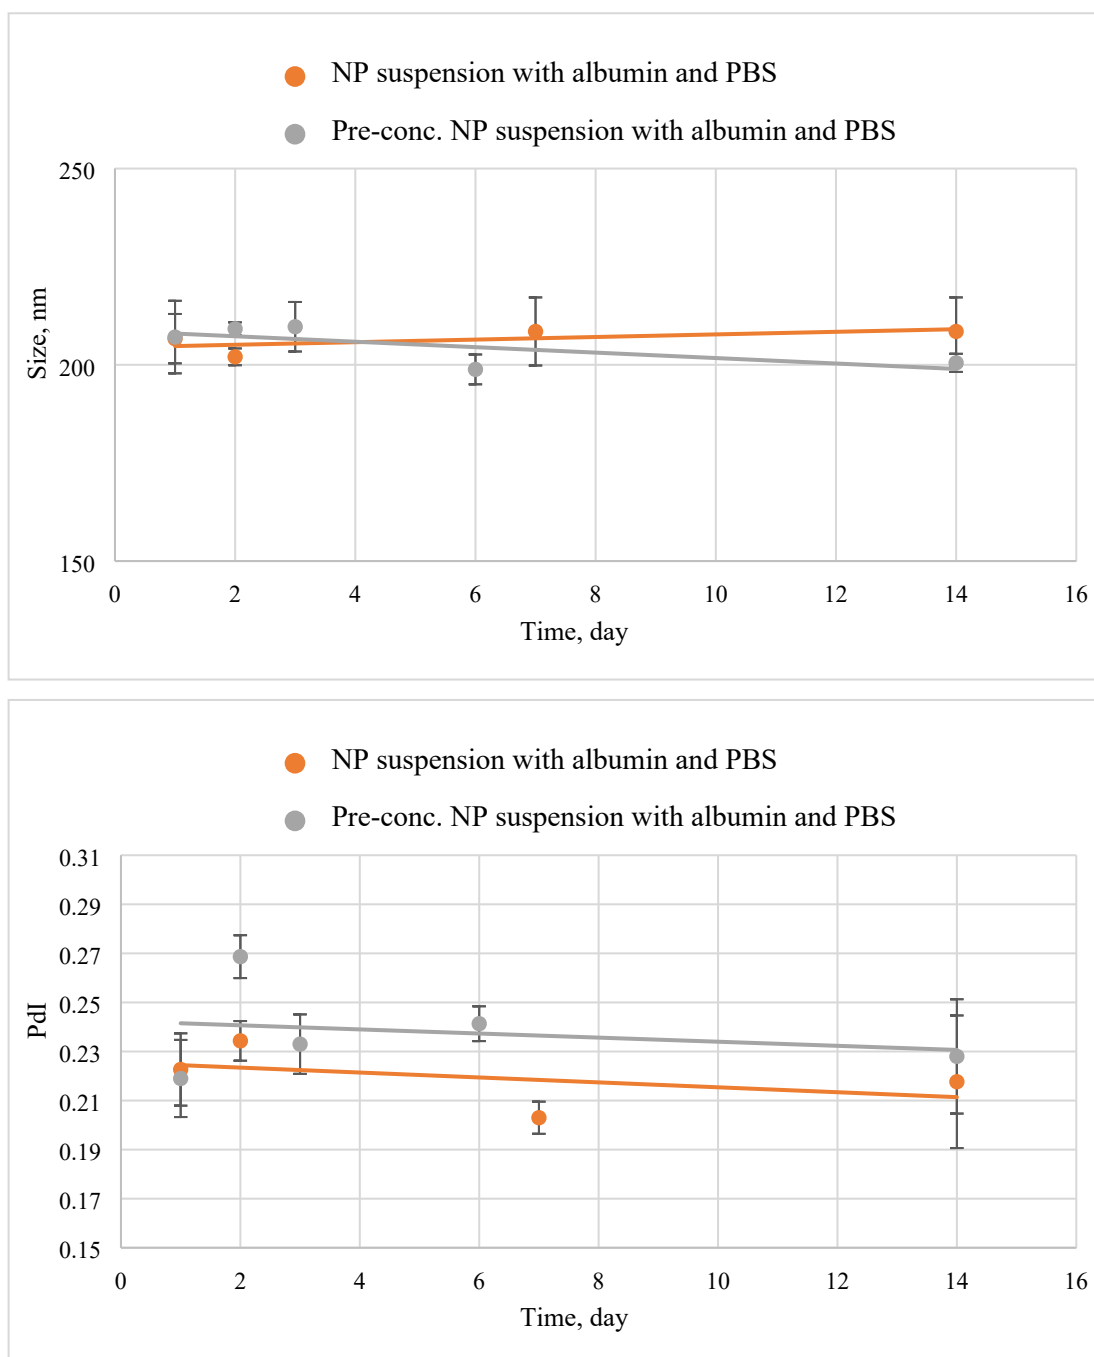 NP suspension with albumin and PBS
Pre-conc. NP suspension with albumin and PBS
250
200
150
Size, nm
0 2 4 6 8 10 12 14 16
Time, day
NP suspension with albumin and PBS
Pre-conc. NP suspension with albumin and PBS
0.31
0.29
0.27
0.25
0.23
0.21
0.19
0.17
0.15
PdI
0 2 4 6 8 10 12 14 16
Time, day